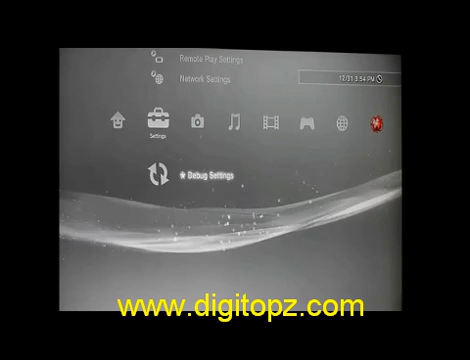 Remote Play Settings
Network Settings
12/31 3:54 PM
Settings
★ Debug Settings
www.digitopz.com